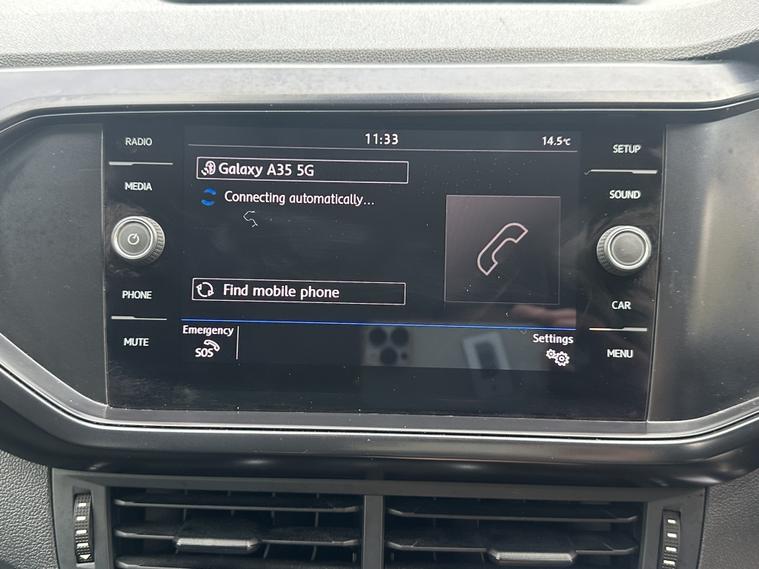 RADIO
11:33
14.5°C
SETUP
Galaxy A35 5G
MEDIA
Connecting automatically...
SOUND
PHONE
Find mobile phone
CAR
Emergency
SOS
Settings
MUTE
MENU